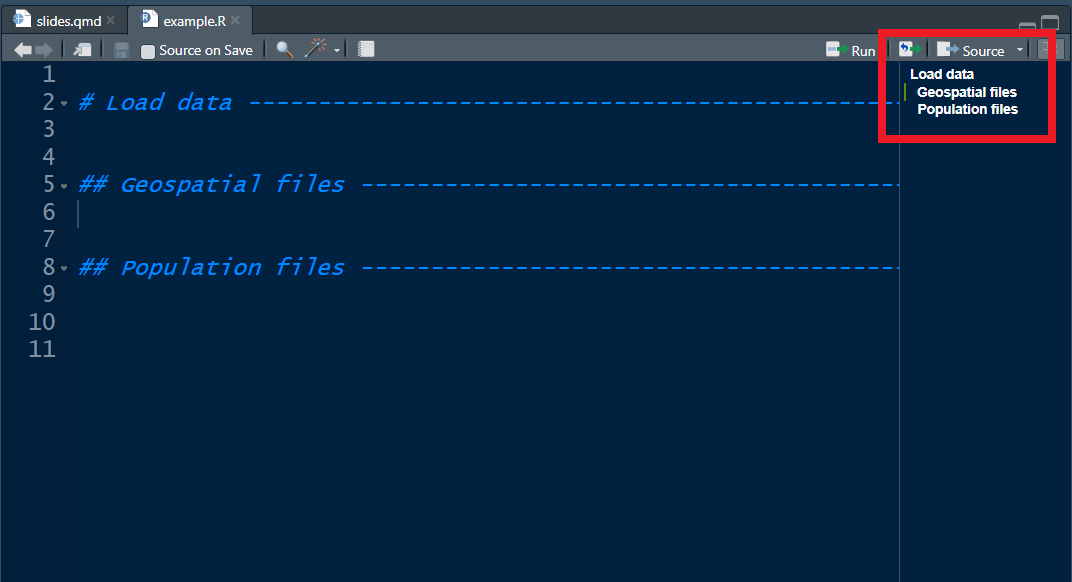 slides.qmd
example.R
Source on Save
Run
Source
1
2 # Load data ----------------------------------------------
3
4
5 ## Geospatial files --------------------------------------
6
7
8 ## Population files --------------------------------------
9
10
11
Load data
Geospatial files
Population files